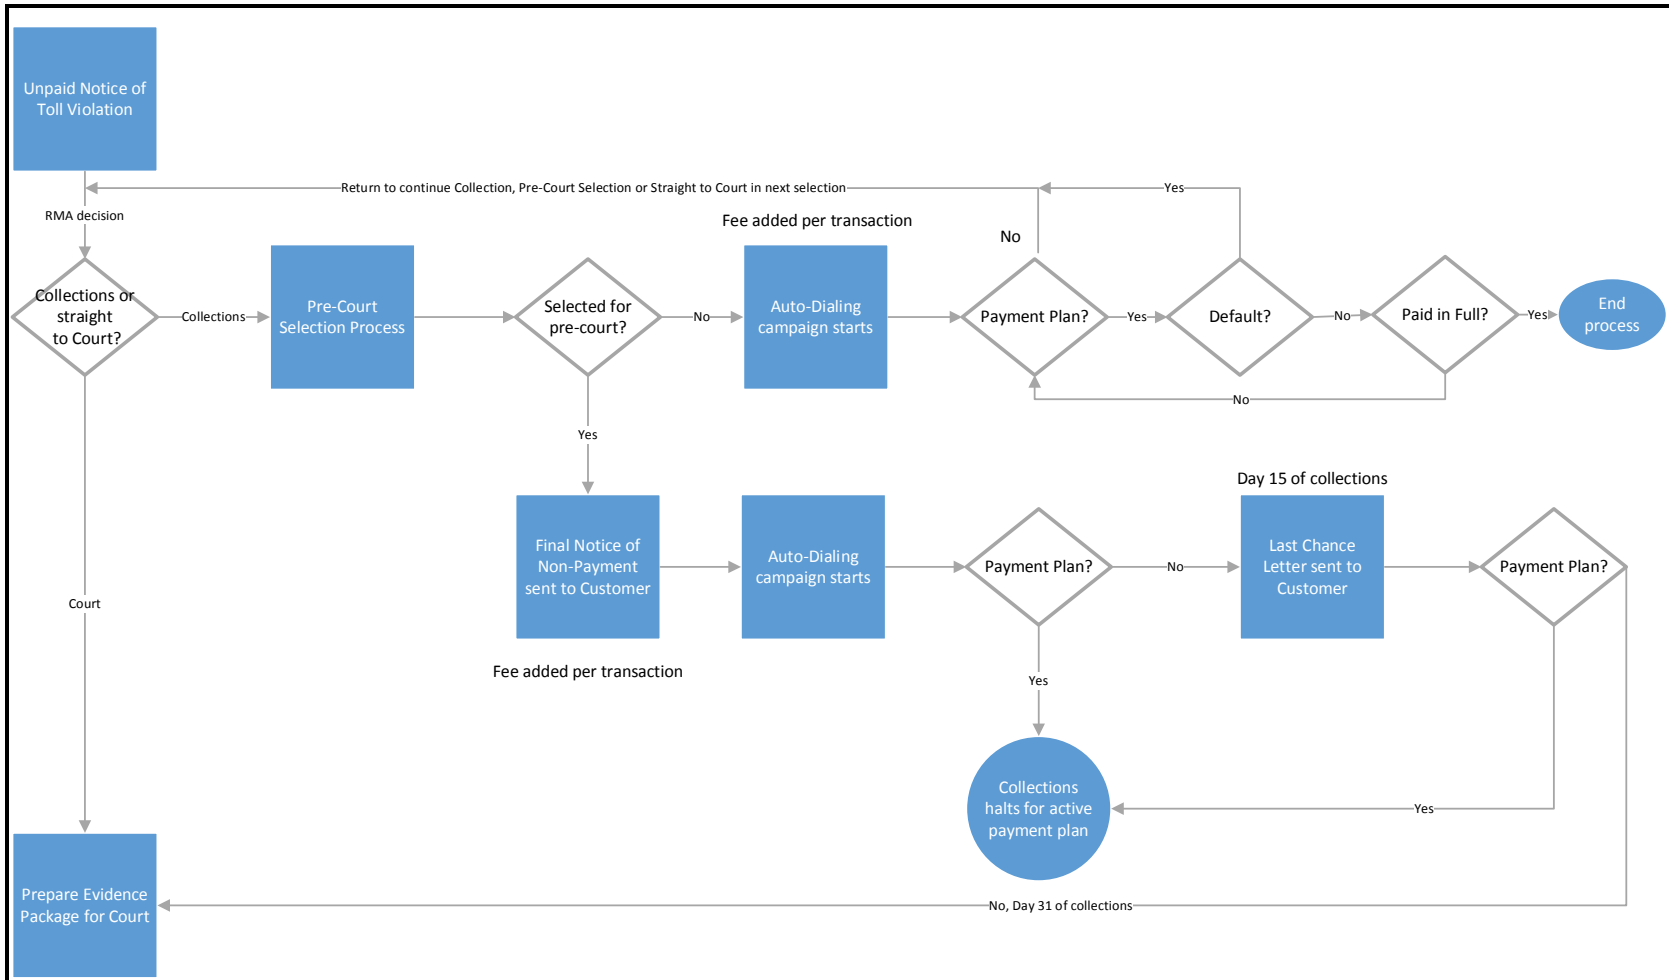 Unpaid Notice of
Toll Violation
Return to continue Collection, Pre-Court Selection or Straight to Court in next selection
Yes
RMA decision
Fee added per transaction
No
Collections or
straight
to Court?
Collections
Pre-Court
Selection Process
Selected for
pre-court?
No
Auto-Dialing
campaign starts
Payment Plan?
Yes
Default?
No
Paid in Full?
Yes
End
process
No
Yes
Day 15 of collections
Final Notice of
Non-Payment
sent to Customer
Auto-Dialing
campaign starts
Payment Plan?
No
Last Chance
Letter sent to
Customer
Payment Plan?
Court
Fee added per transaction
Yes
Collections
halts for active
payment plan
Yes
Prepare Evidence
Package for Court
No, Day 31 of collections